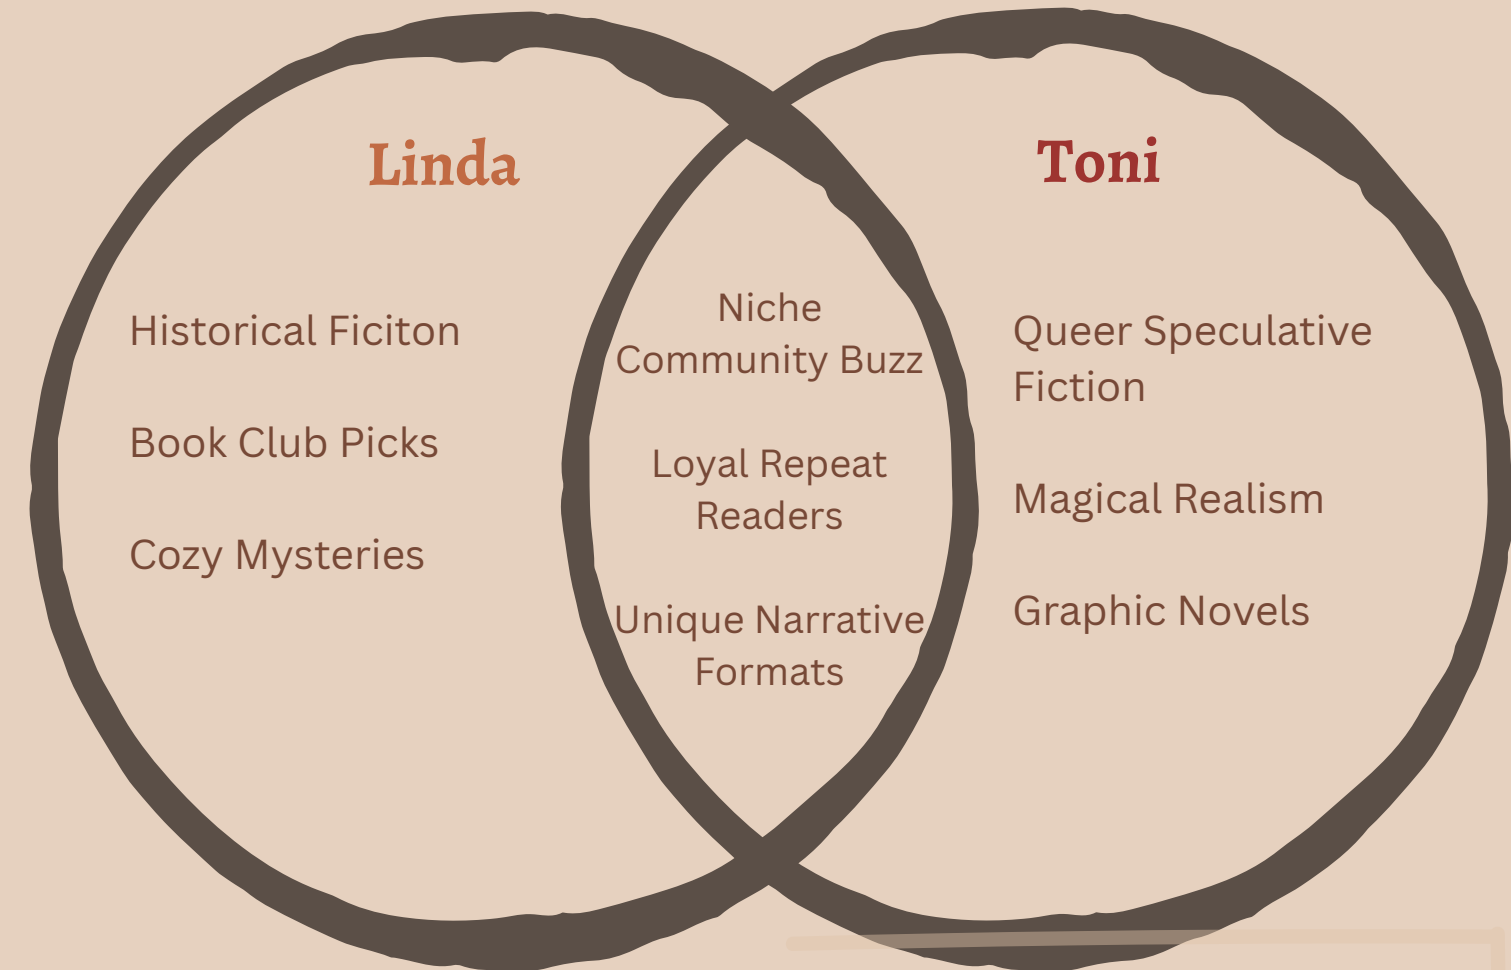 Linda
Historical Ficiton
Book Club Picks
Cozy Mysteries
Niche
Community Buzz
Loyal Repeat
Readers
Unique Narrative
Formats
Toni
Queer Speculative
Fiction
Magical Realism
Graphic Novels